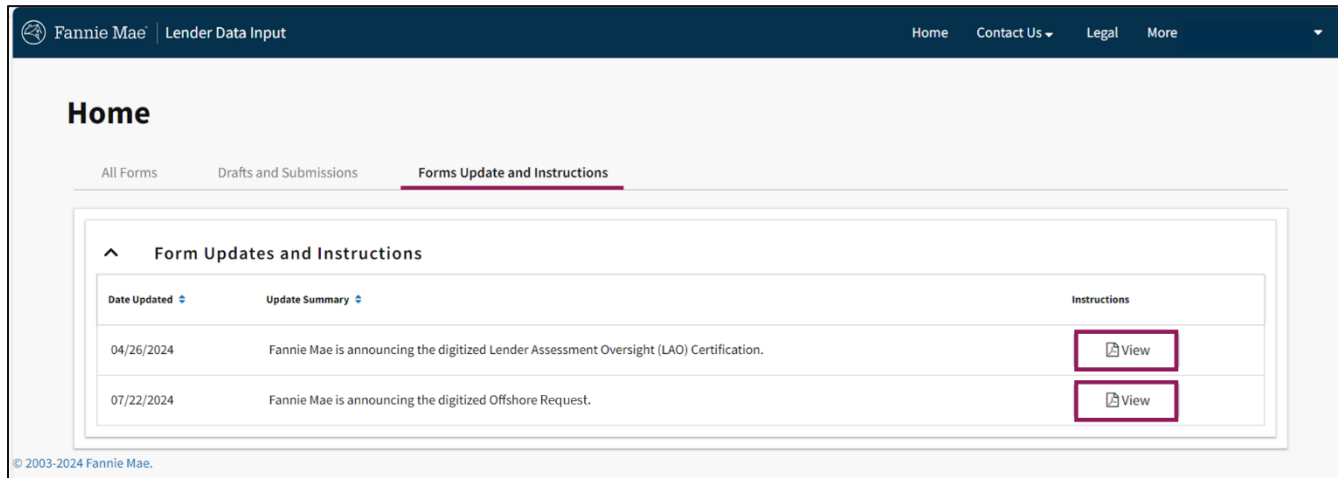 Fannie Mae® | Lender Data Input Home Contact Us Legal More
Home
All Forms Drafts and Submissions Forms Update and Instructions
Form Updates and Instructions
Date Updated Update Summary Instructions
04/26/2024 Fannie Mae is announcing the digitized Lender Assessment Oversight (LAO) Certification. View
07/22/2024 Fannie Mae is announcing the digitized Offshore Request. View
© 2003-2024 Fannie Mae.